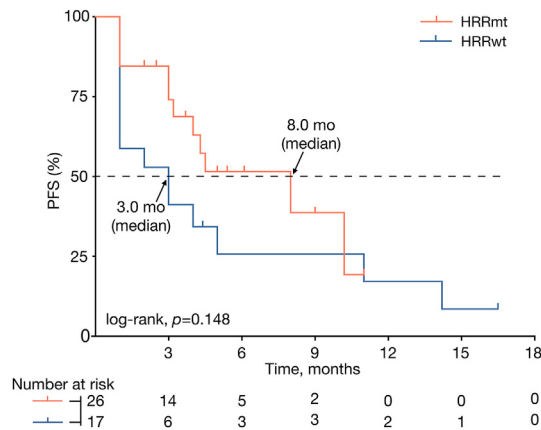 HRRmt
HRRwt
100
75
50
25
0
PFS (%)
8.0 mo
(median)
3.0 mo
(median)
log-rank, p=0.148
3 6 9 12 15 18
Time, months
Number at risk
26 14 5 2 0 0 0
17 6 3 3 2 1 0